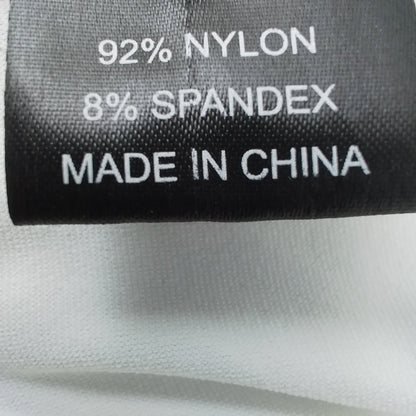 92% NYLON
8% SPANDEX
MADE IN CHINA